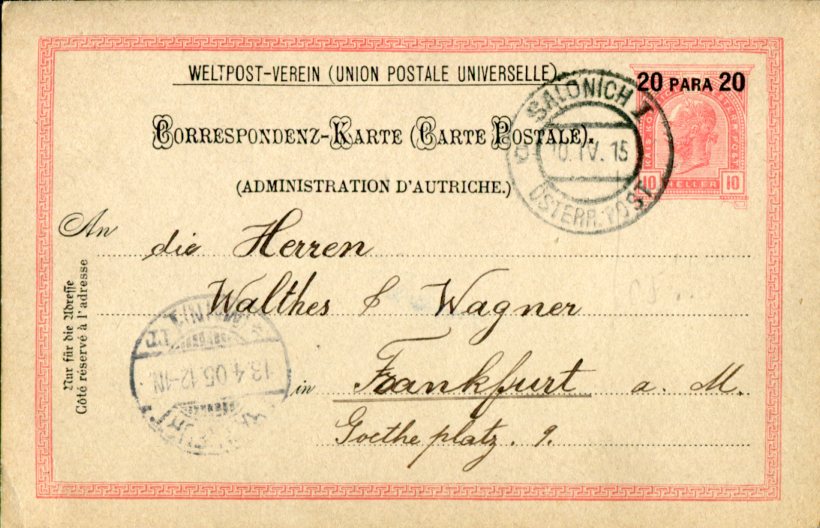 WELTPOST-VEREIN (UNION POSTALE UNIVERSELLE).
20 PARA 20
CORRESPONDENZ-KARTE (CARTE POSTALE).
SALONICH I
10. IV. 15
ÖSTERR. POST
10 HELLER 10
(ADMINISTRATION D'AUTRICHE.)
An die Herren
Walthes & Wagner
in Frankfurt a. M.
Goetheplatz. 9.
Nur für die Adresse
Côté réservé à l'adresse
13.4.05.12-1N.